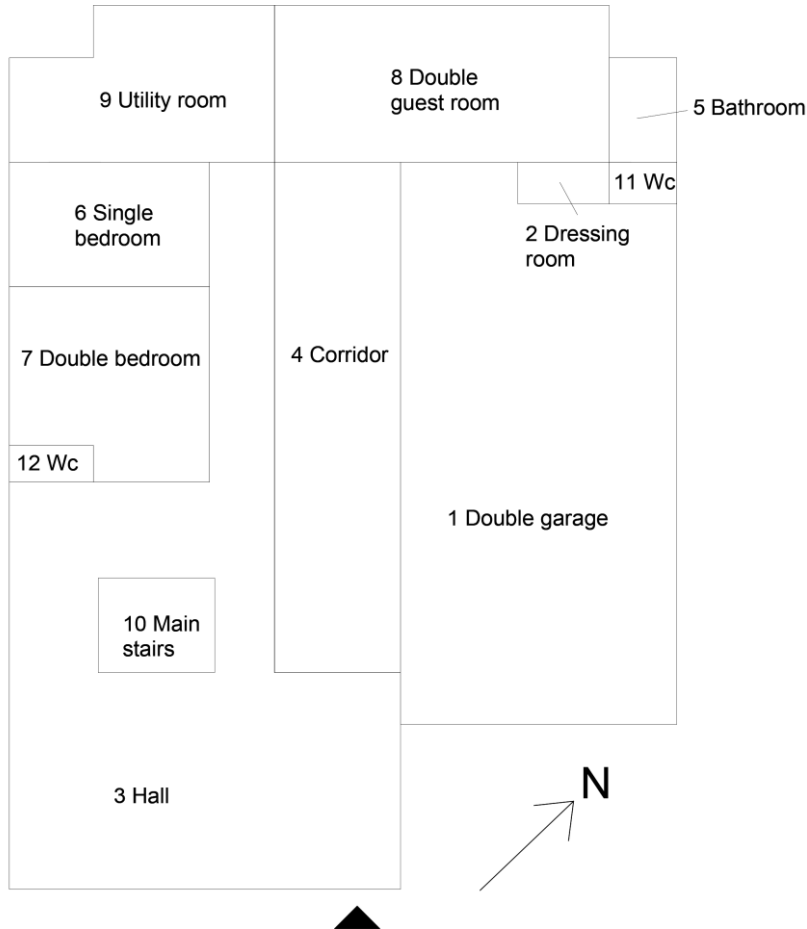 9 Utility room
8 Double
guest room
5 Bathroom
6 Single
bedroom
11 Wc
2 Dressing
room
7 Double bedroom
4 Corridor
12 Wc
1 Double garage
10 Main
stairs
N
3 Hall